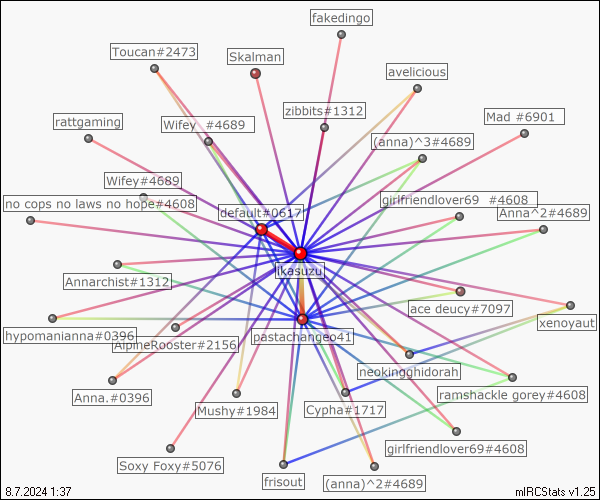 fakedingo
Toucan#2473
Skalman
avelicious
zibbits#1312
rattgaming
Wifey  #4689
Mad #6901
(anna)^3#4689
Wifey#4689
no cops no laws no hope#4608
girlfriendlover69  #4608
default#0617
Anna^2#4689
ikasuzu
Annarchist#1312
ace deucy#7097
xenoyaut
hypomanianna#0396
AlpineRooster#2156
pastachangeo41
neokingghidorah
Anna.#0396
ramshackle gorey#4608
Mushy#1984
Cypha#1717
girlfriendlover69#4608
Soxy Foxy#5076
frisout
(anna)^2#4689
8.7.2024 1:37
mIRCStats v1.25